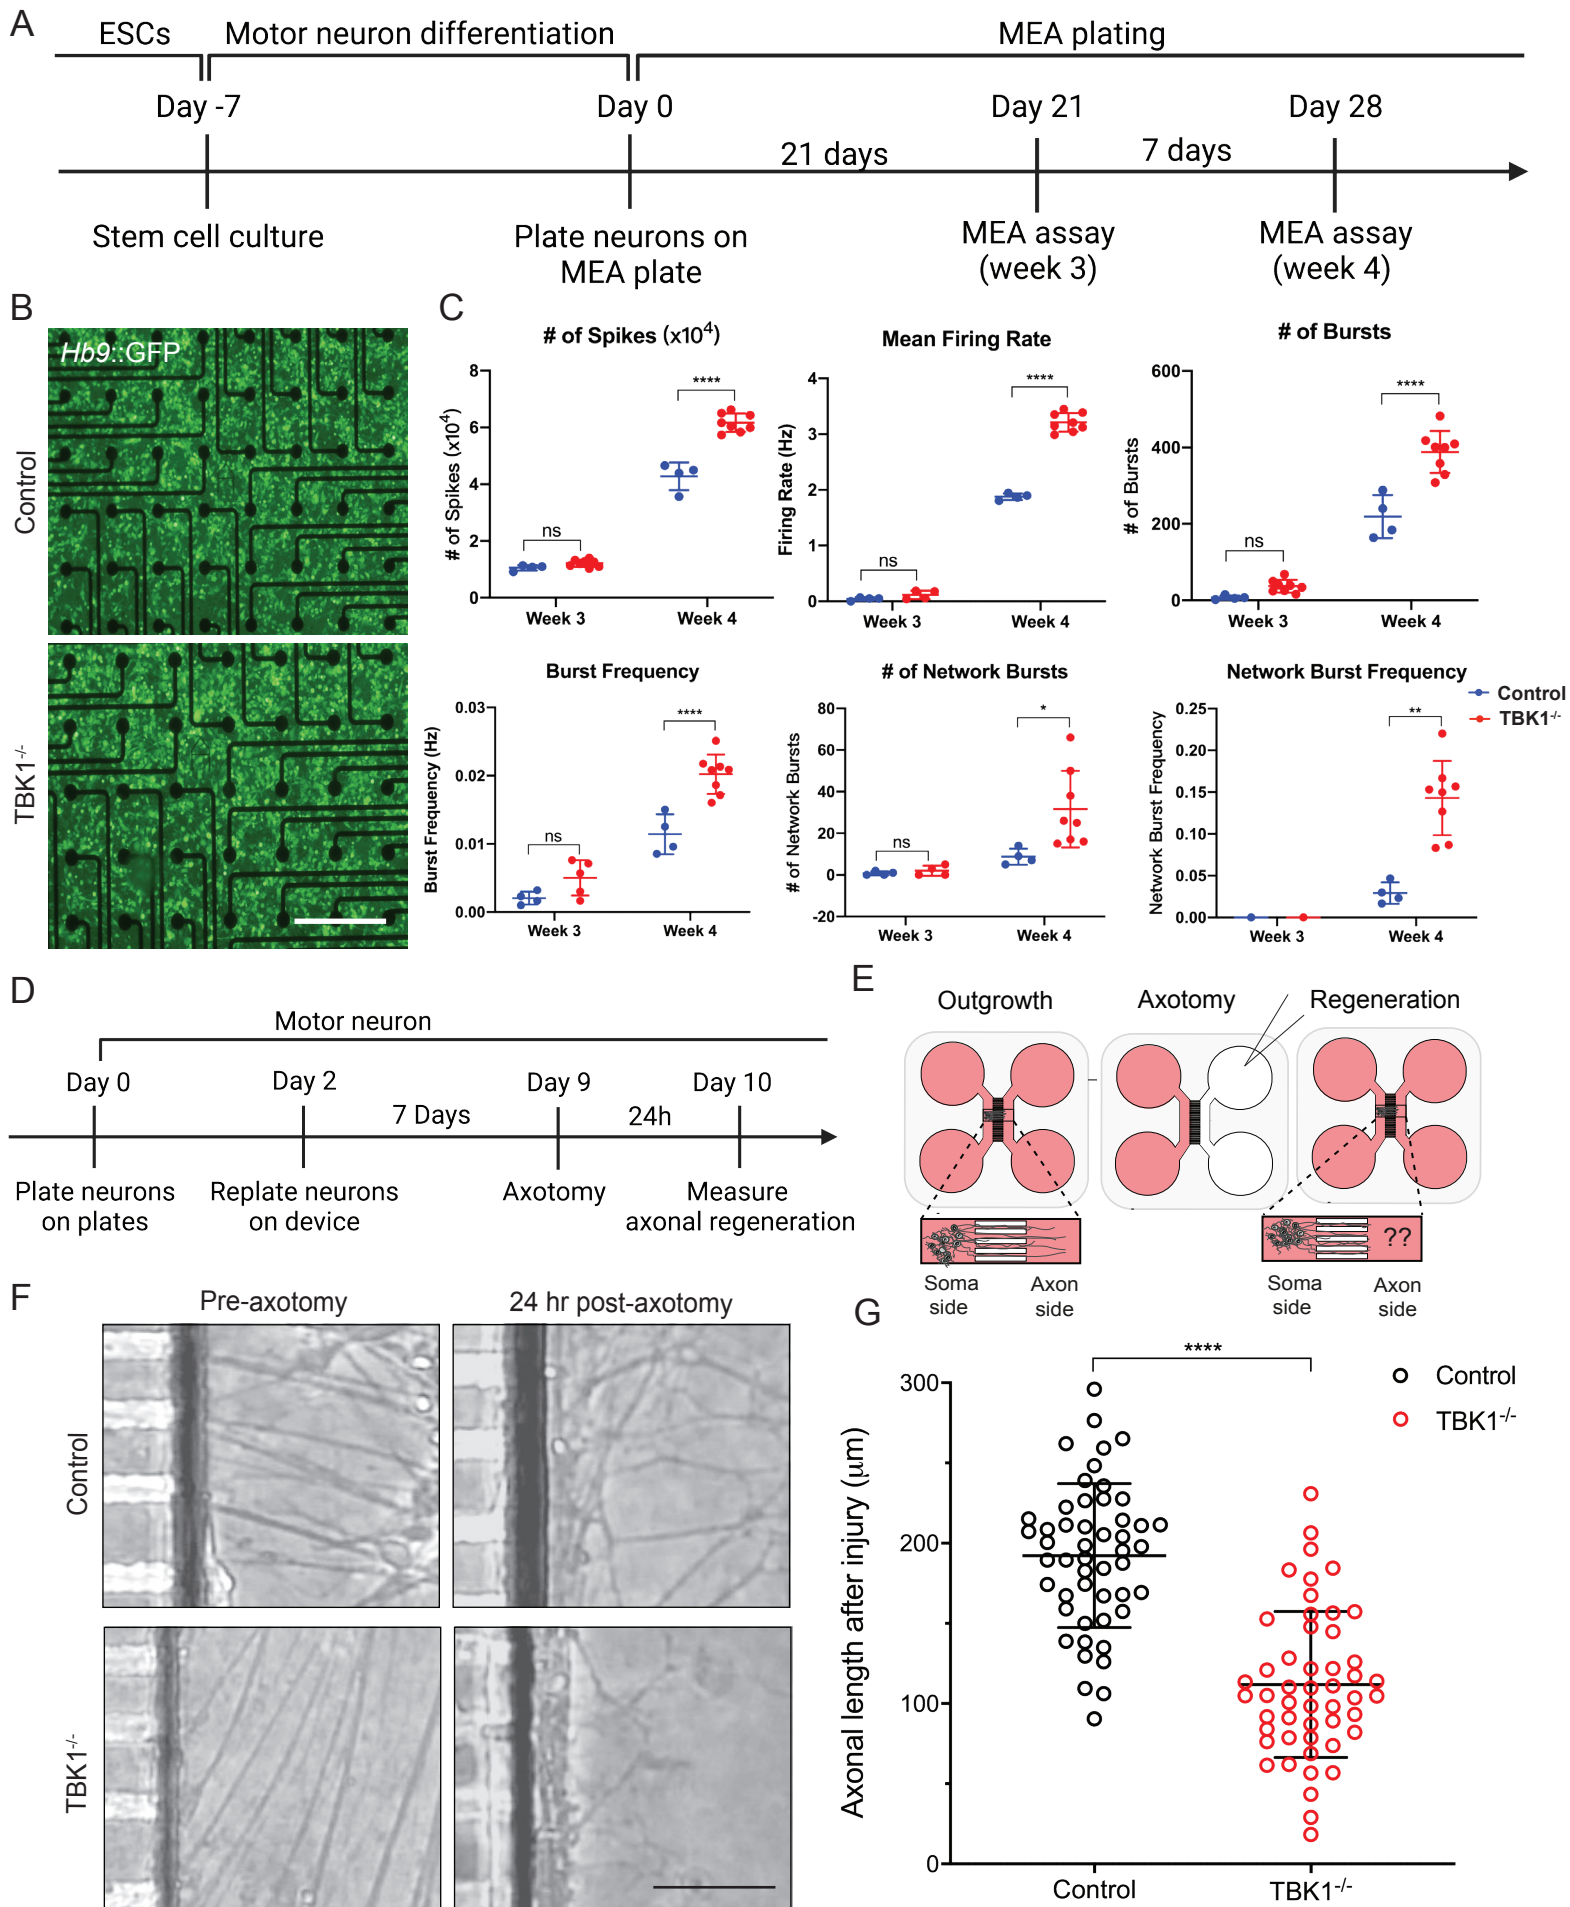 A
ESCs
Motor neuron differentiation
MEA plating
Day -7
Day 0
Day 21
Day 28
21 days
7 days
Stem cell culture
Plate neurons on
MEA plate
MEA assay
(week 3)
MEA assay
(week 4)
B
Hb9::GFP
Control
TBK1-/-
C
# of Spikes (x10⁴)
# of Spikes (x10⁴)
8
6
4
2
0
ns
****
Week 3
Week 4
Mean Firing Rate
Firing Rate (Hz)
4
3
2
1
0
ns
****
Week 3
Week 4
# of Bursts
# of Bursts
600
400
200
0
ns
****
Week 3
Week 4
Burst Frequency
Burst Frequency (Hz)
0.03
0.02
0.01
0.00
ns
****
Week 3
Week 4
# of Network Bursts
# of Network Bursts
80
60
40
20
0
-20
ns
*
Week 3
Week 4
Network Burst Frequency
Network Burst Frequency
0.25
0.20
0.15
0.10
0.05
0.00
**
Week 3
Week 4
Control
TBK1-/-
D
Motor neuron
Day 0
Day 2
Day 9
Day 10
7 Days
24h
Plate neurons
on plates
Replate neurons
on device
Axotomy
Measure
axonal regeneration
E
Outgrowth
Axotomy
Regeneration
??
Soma
side
Axon
side
Soma
side
Axon
side
F
Pre-axotomy
24 hr post-axotomy
Control
TBK1-/-
G
****
Control
TBK1-/-
Axonal length after injury (μm)
300
200
100
0
Control
TBK1-/-